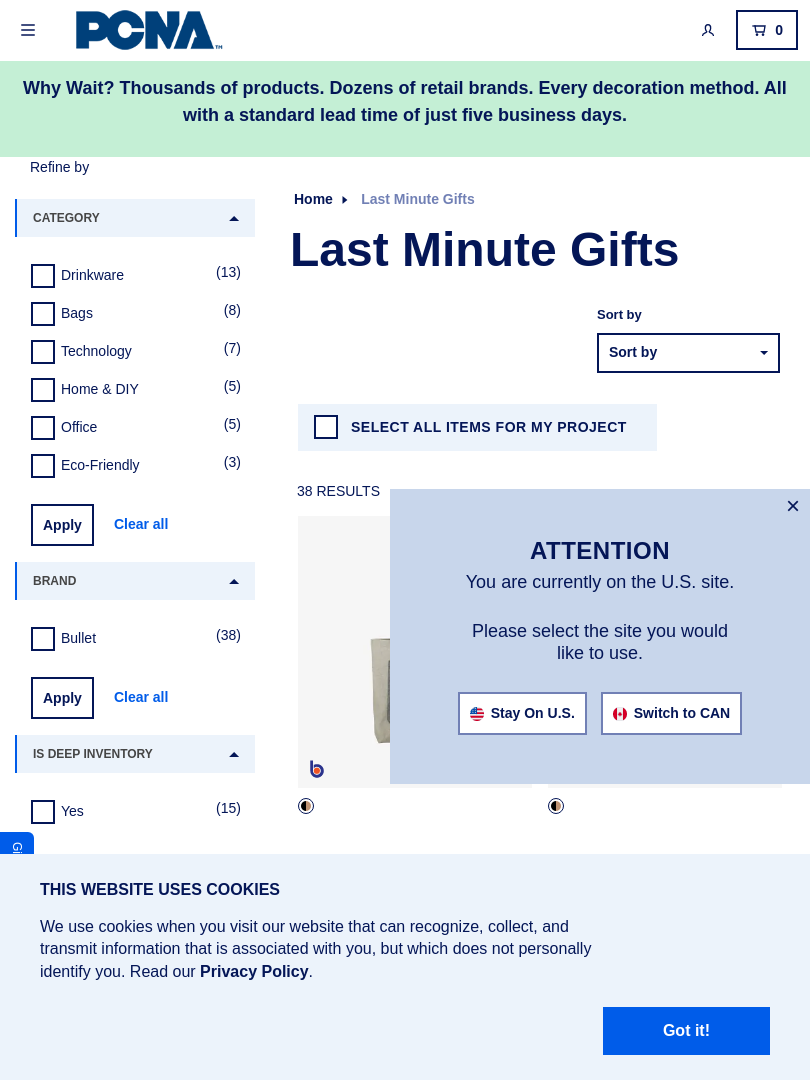 PCNA™
0
Why Wait? Thousands of products. Dozens of retail brands. Every decoration method. All
with a standard lead time of just five business days.
Refine by
CATEGORY
Drinkware (13)
Bags (8)
Technology (7)
Home & DIY (5)
Office (5)
Eco-Friendly (3)
Apply Clear all
BRAND
Bullet (38)
Apply Clear all
IS DEEP INVENTORY
Yes (15)
Home Last Minute Gifts
Last Minute Gifts
Sort by
Sort by
SELECT ALL ITEMS FOR MY PROJECT
38 RESULTS
ATTENTION
You are currently on the U.S. site.
Please select the site you would
like to use.
Stay On U.S. Switch to CAN
THIS WEBSITE USES COOKIES
We use cookies when you visit our website that can recognize, collect, and
transmit information that is associated with you, but which does not personally
identify you. Read our Privacy Policy.
Got it!